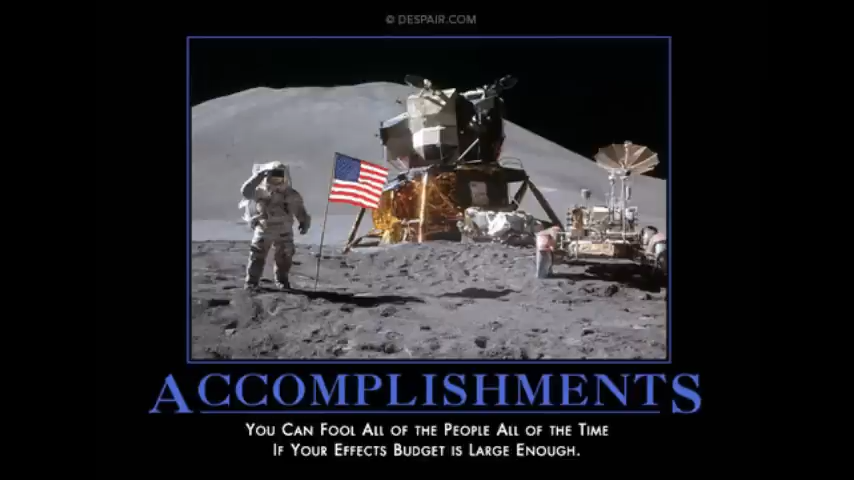 © DESPAIR.COM
ACCOMPLISHMENTS
YOU CAN FOOL ALL OF THE PEOPLE ALL OF THE TIME
IF YOUR EFFECTS BUDGET IS LARGE ENOUGH.